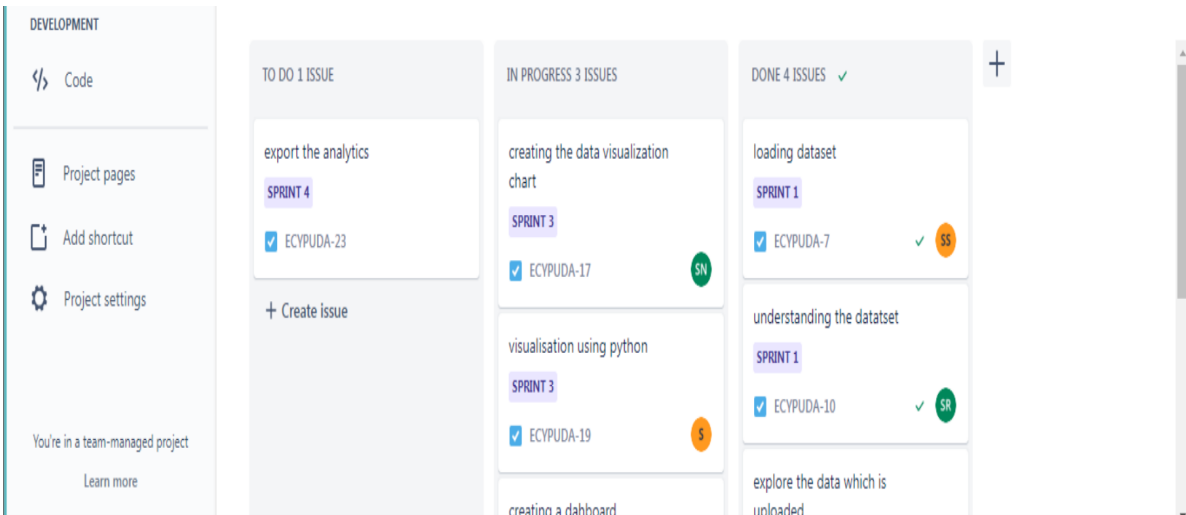 DEVELOPMENT
Code
Project pages
Add shortcut
Project settings
You're in a team-managed project
Learn more
TO DO 1 ISSUE
export the analytics
SPRINT 4
ECYPUDA-23
+ Create issue
IN PROGRESS 3 ISSUES
creating the data visualization
chart
SPRINT 3
ECYPUDA-17
SN
visualisation using python
SPRINT 3
ECYPUDA-19
S
creating a dahboard
DONE 4 ISSUES
loading dataset
SPRINT 1
ECYPUDA-7
SS
understanding the datatset
SPRINT 1
ECYPUDA-10
SR
explore the data which is
uploaded